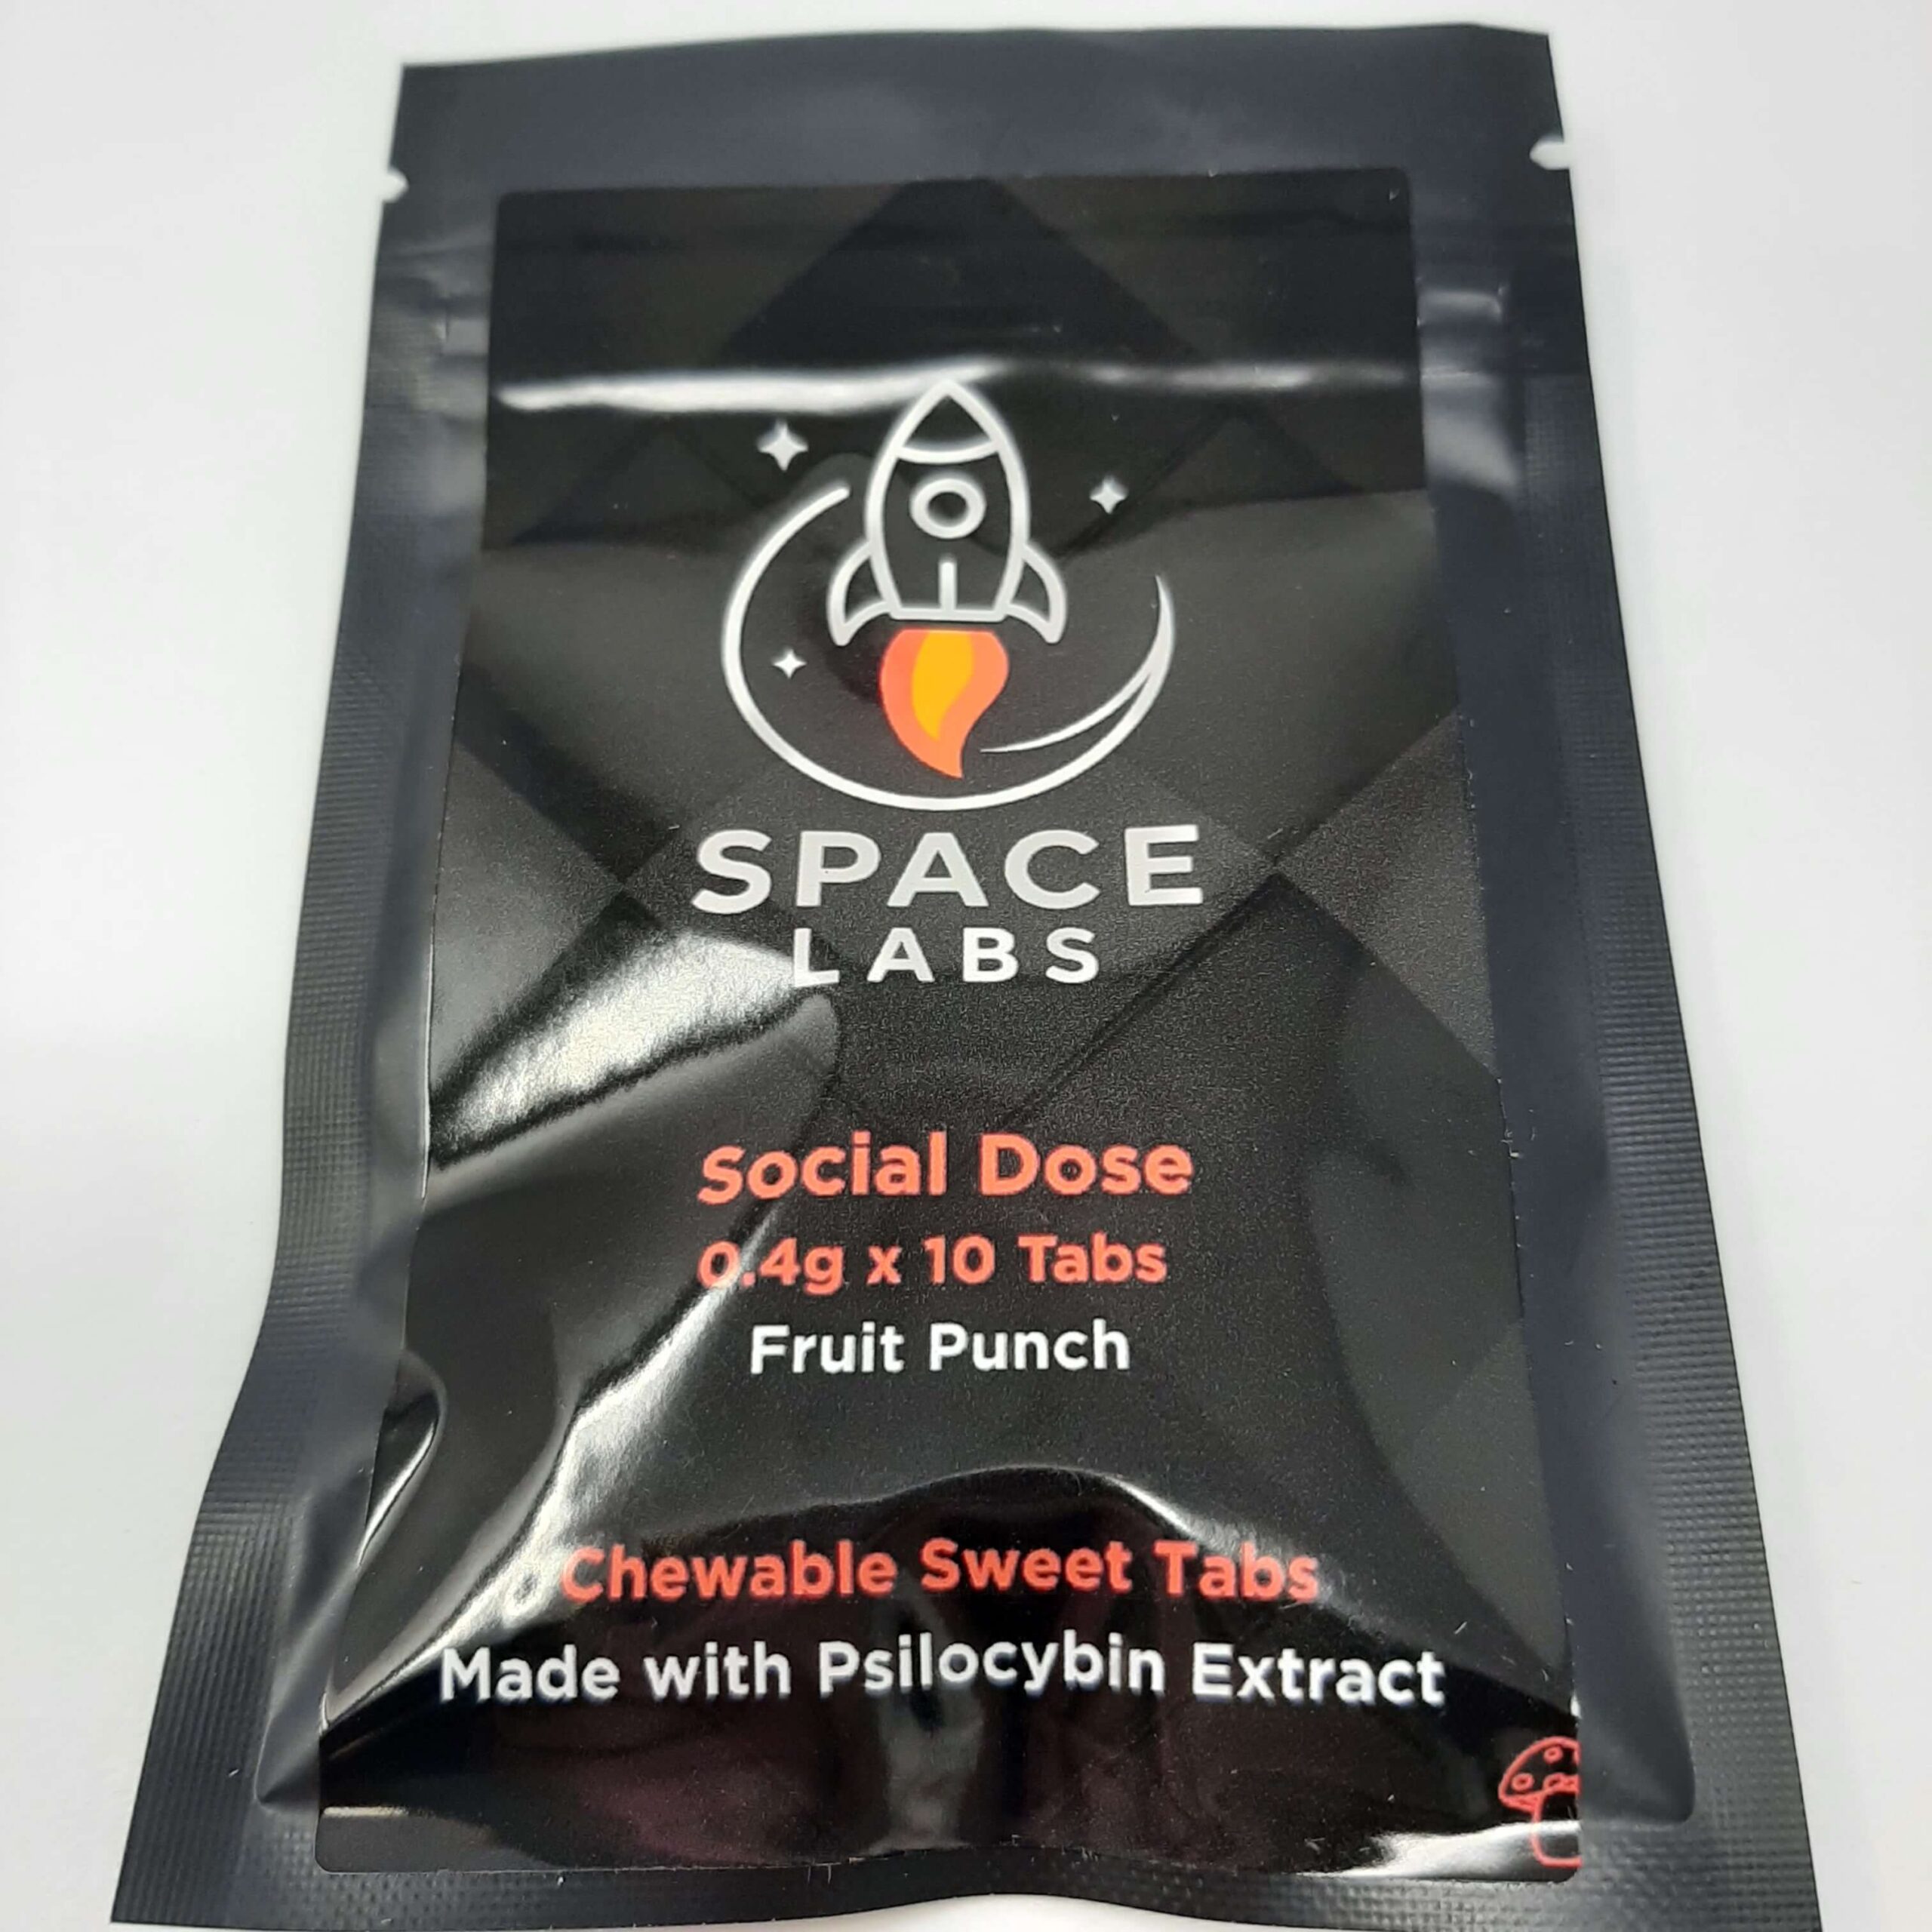 SPACE
LABS
Social Dose
0.4g x 10 Tabs
Fruit Punch
Chewable Sweet Tabs
Made with Psilocybin Extract